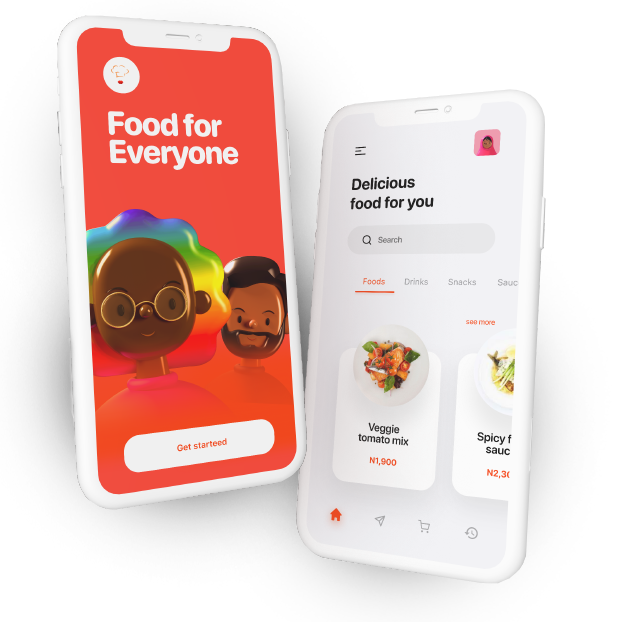 Food for
Everyone
Get starteed
Delicious
food for you
Search
Foods Drinks Snacks Sauc
see more
Veggie
tomato mix
N1,900
Spicy f
sauc
N2,3